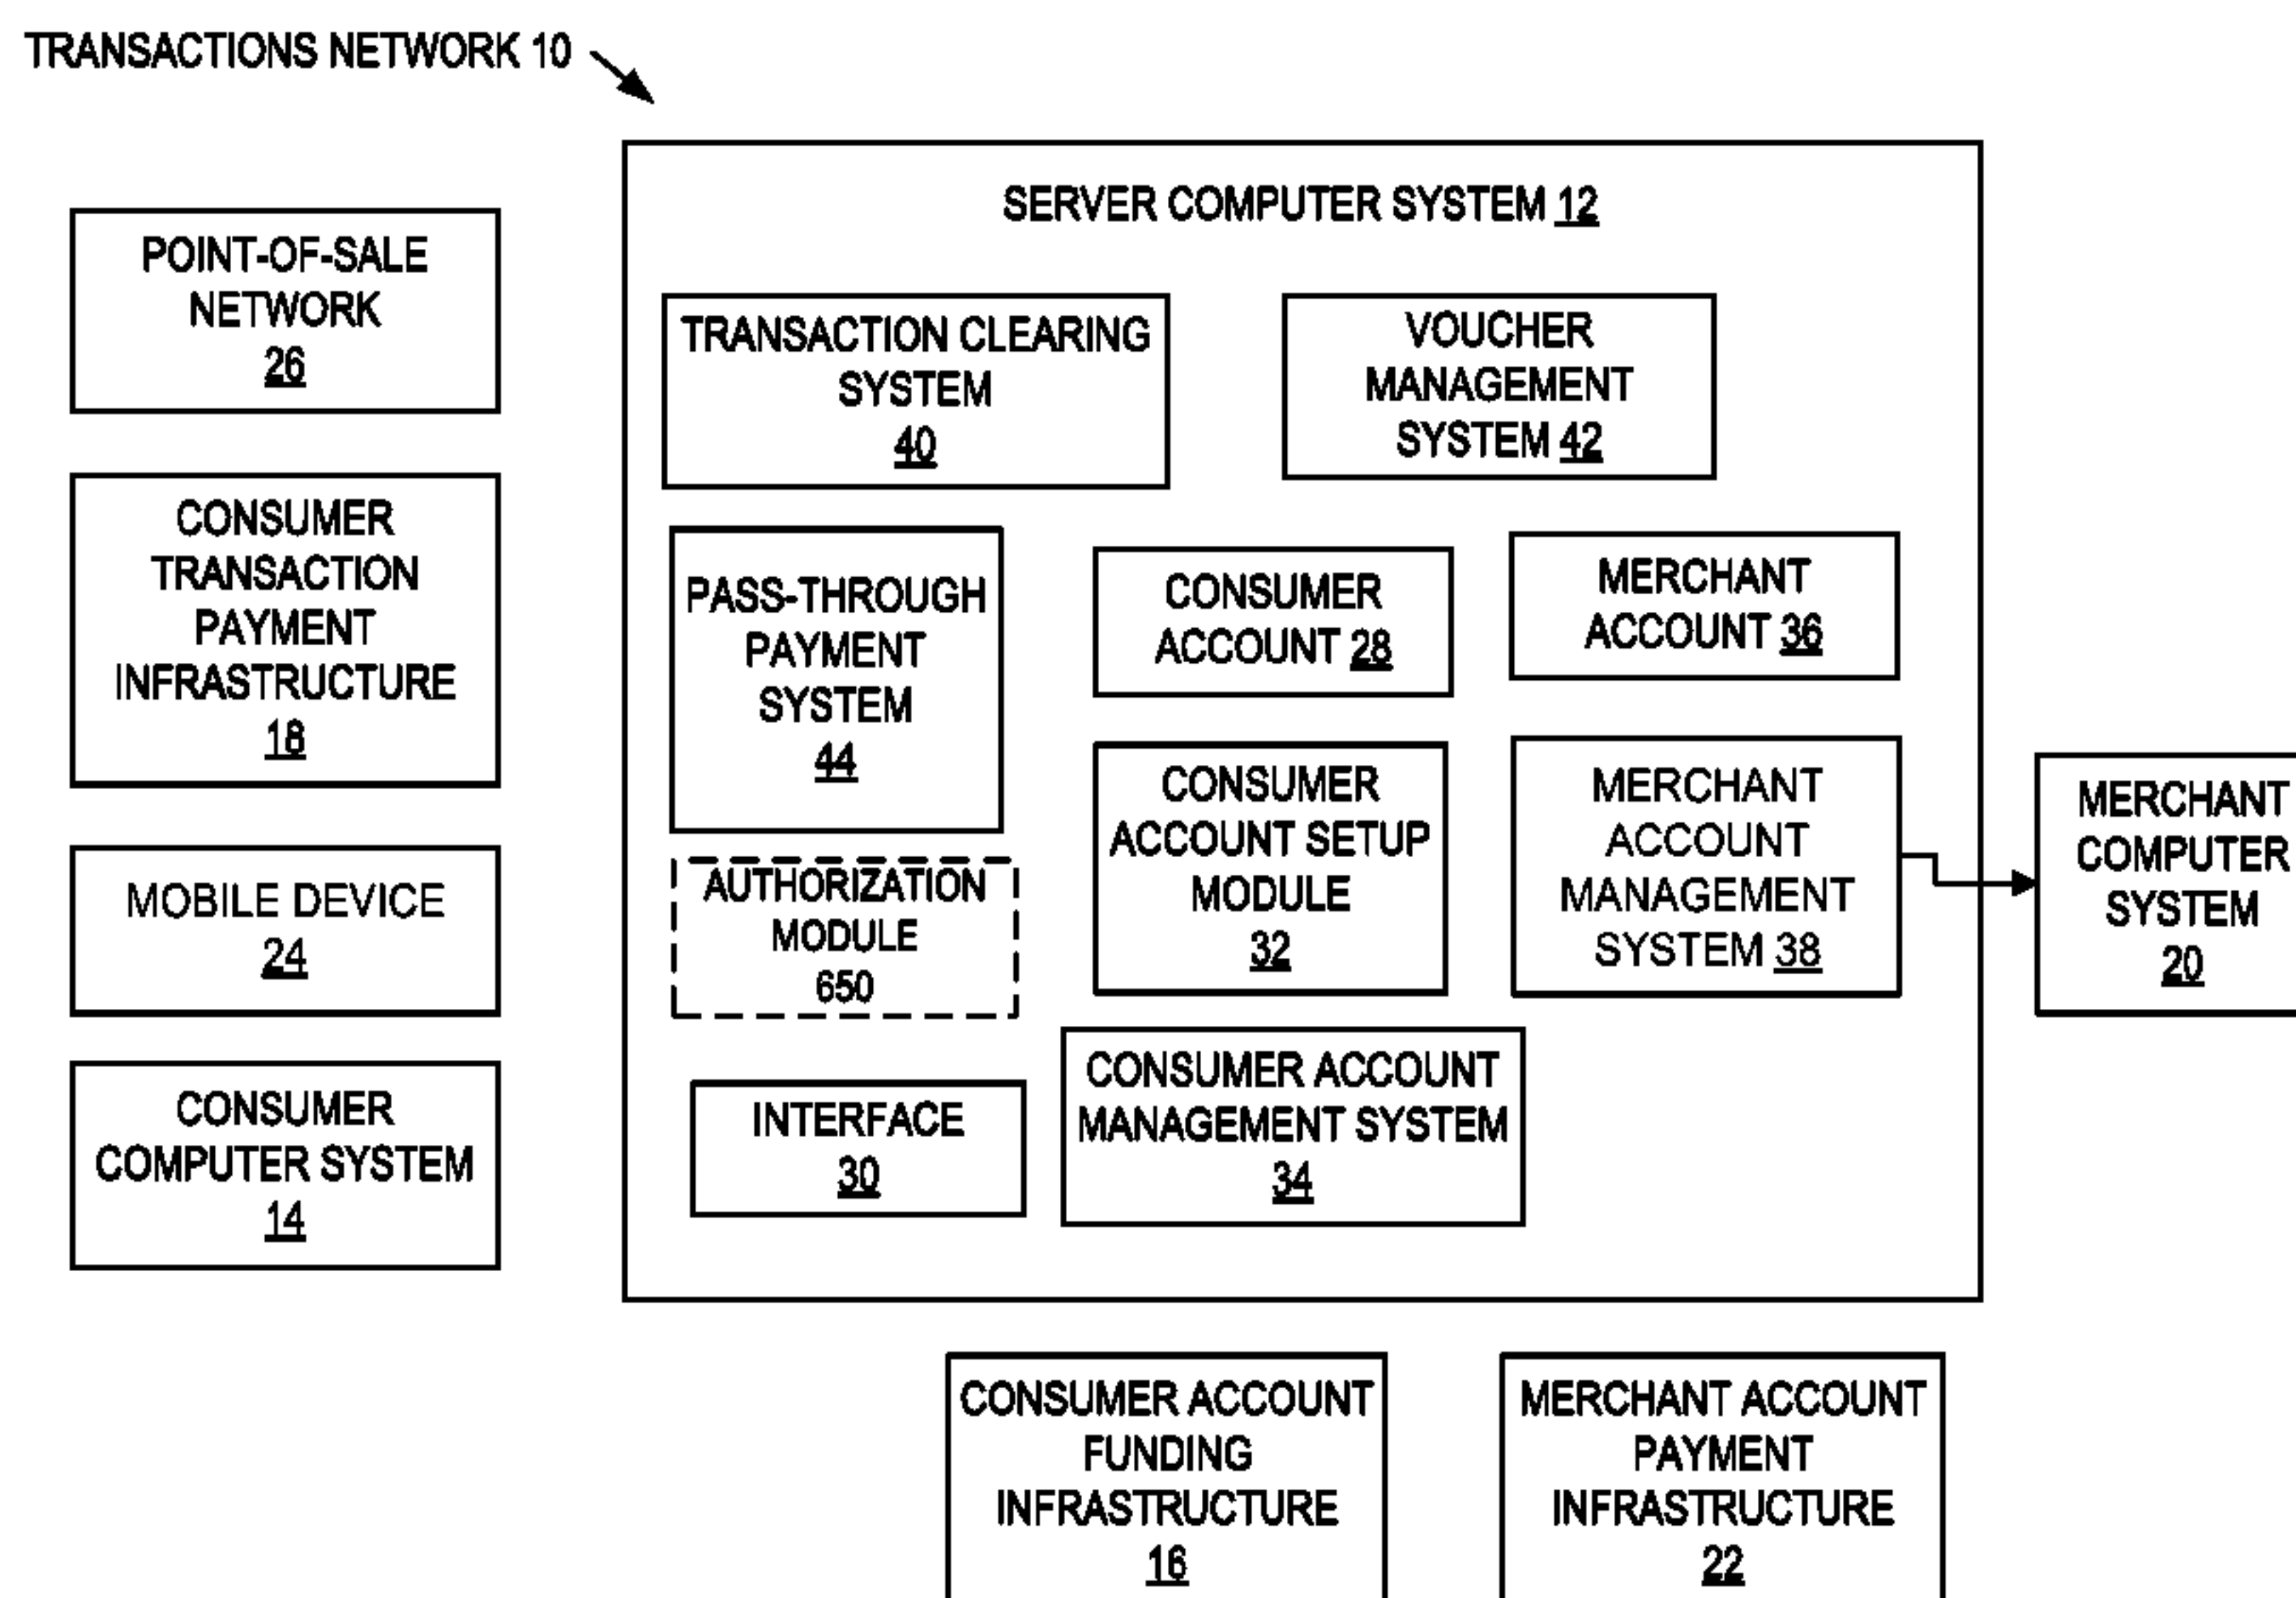 TRANSACTIONS NETWORK 10
SERVER COMPUTER SYSTEM 12
POINT-OF-SALE
NETWORK
26
CONSUMER
TRANSACTION
PAYMENT
INFRASTRUCTURE
18
MOBILE DEVICE
24
CONSUMER
COMPUTER SYSTEM
14
TRANSACTION CLEARING
SYSTEM
40
VOUCHER
MANAGEMENT
SYSTEM 42
PASS-THROUGH
PAYMENT
SYSTEM
44
CONSUMER
ACCOUNT 28
MERCHANT
ACCOUNT 36
AUTHORIZATION
MODULE
650
CONSUMER
ACCOUNT SETUP
MODULE
32
MERCHANT
ACCOUNT
MANAGEMENT
SYSTEM 38
INTERFACE
30
CONSUMER ACCOUNT
MANAGEMENT SYSTEM
34
MERCHANT
COMPUTER
SYSTEM
20
CONSUMER ACCOUNT
FUNDING
INFRASTRUCTURE
16
MERCHANT ACCOUNT
PAYMENT
INFRASTRUCTURE
22